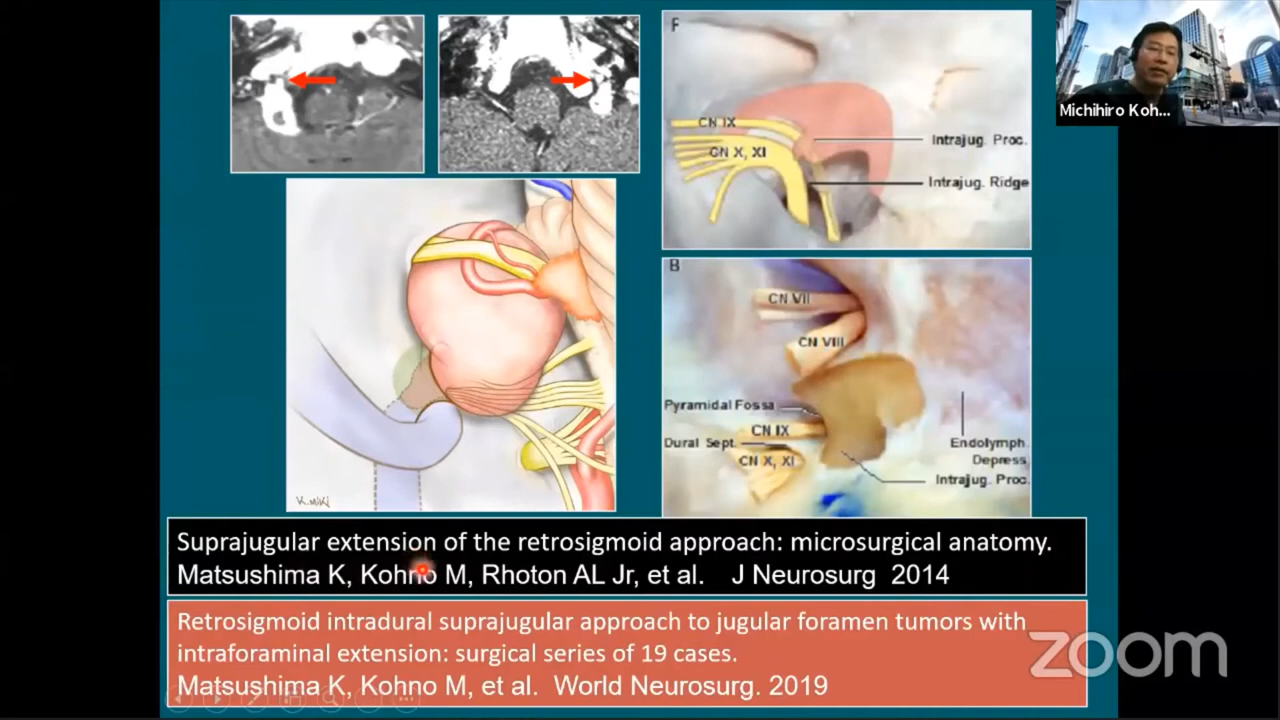 Michihiro Koh...
F
CN IX
CN X, XI
Intrajug. Proc.
Intrajug. Ridge
B
CN VII
CN VIII
Pyramidal Fossa
CN IX
Dural Sept.
CN X, XI
Endolymph.
Depress.
Intrajug. Proc.
K.MIKI
Suprajugular extension of the retrosigmoid approach: microsurgical anatomy.
Matsushima K, Kohno M, Rhoton AL Jr, et al. J Neurosurg 2014
Retrosigmoid intradural suprajugular approach to jugular foramen tumors with
intraforaminal extension: surgical series of 19 cases.
Matsushima K, Kohno M, et al. World Neurosurg. 2019
zoom